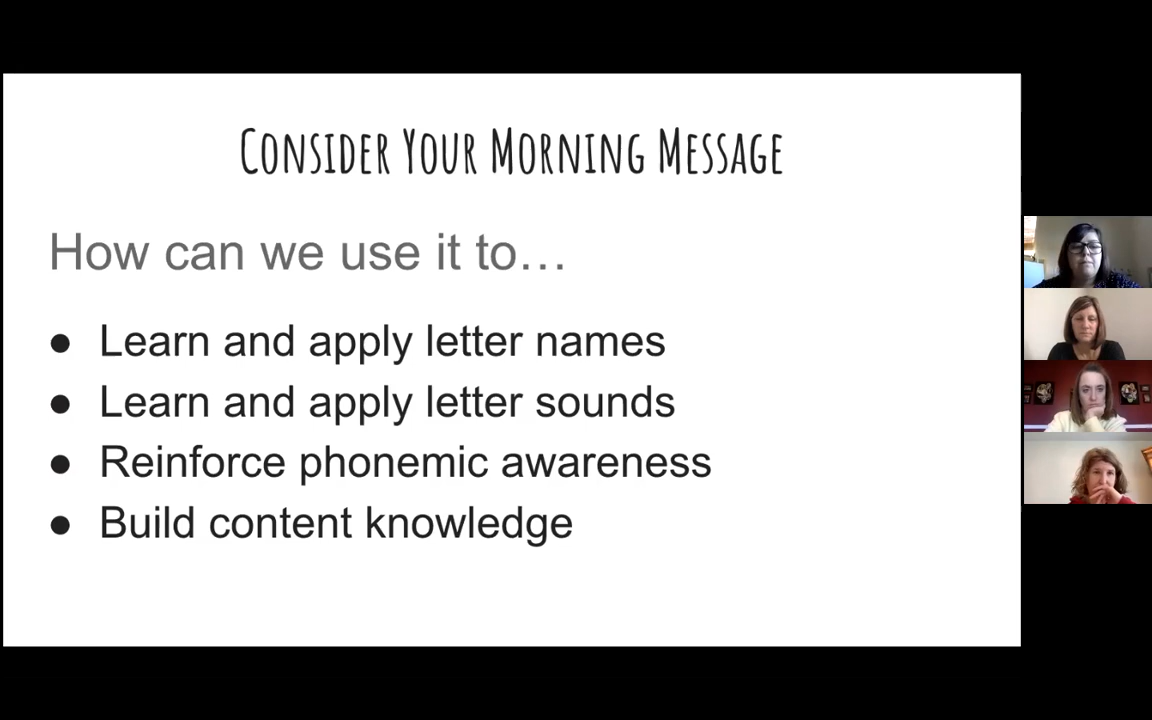 Consider Your Morning Message
How can we use it to…
● Learn and apply letter names
● Learn and apply letter sounds
● Reinforce phonemic awareness
● Build content knowledge